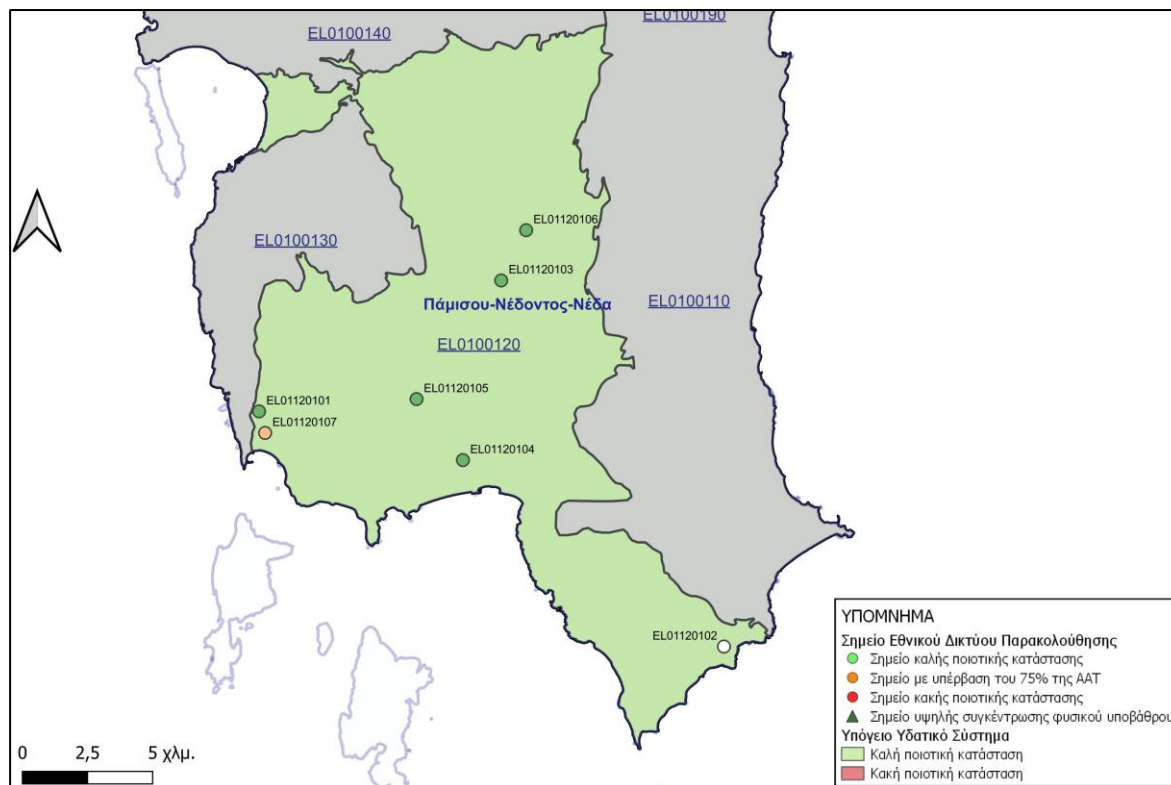 EL0100140
EL0100190
EL0100130
EL01120106
EL01120103
Πάμισου-Νέδοντος-Νέδα
EL0100110
EL0100120
EL01120101
EL01120105
EL01120107
EL01120104
EL01120102
0 2,5 5 χλμ.
ΥΠΟΜΝΗΜΑ
Σημείο Εθνικού Δικτύου Παρακολούθησης
Σημείο καλής ποιοτικής κατάστασης
Σημείο με υπέρβαση του 75% της ΑΑΤ
Σημείο κακής ποιοτικής κατάστασης
Σημείο υψηλής συγκέντρωσης φυσικού υποβάθρου
Υπόγειο Υδατικό Σύστημα
Καλή ποιοτική κατάσταση
Κακή ποιοτική κατάσταση